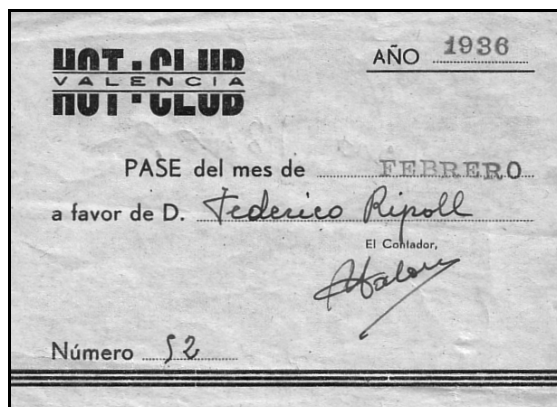 HOT·CLUB
VALENCIA
HOT·CLUB
AÑO 1936
PASE del mes de FEBRERO
a favor de D. Federico Ripoll
El Contador,
Número 52